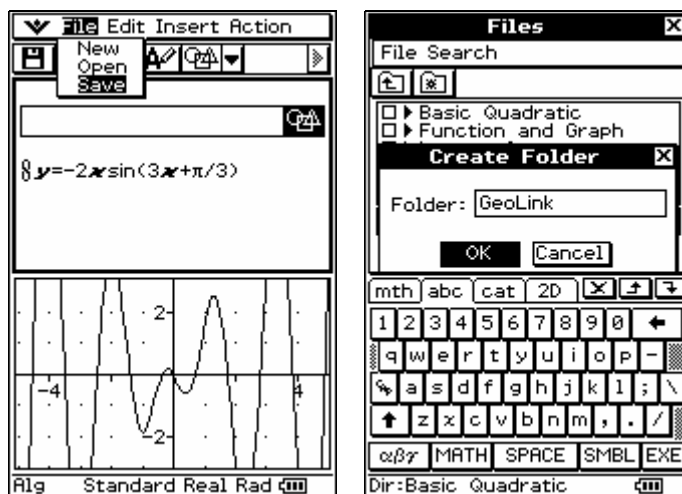 File Edit Insert Action
New
Open
Save
y=-2xsin(3x+π/3)
2
-4
4
-2
Alg Standard Real Rad
Files
File Search
Basic Quadratic
Function and Graph
Create Folder
Folder: GeoLink
OK Cancel
mth abc cat 2D
1 2 3 4 5 6 7 8 9 0
q w e r t y u i o p -
a s d f g h j k l ; \
z x c v b n m , . /
αβγ MATH SPACE SMBL EXE
Dir:Basic Quadratic